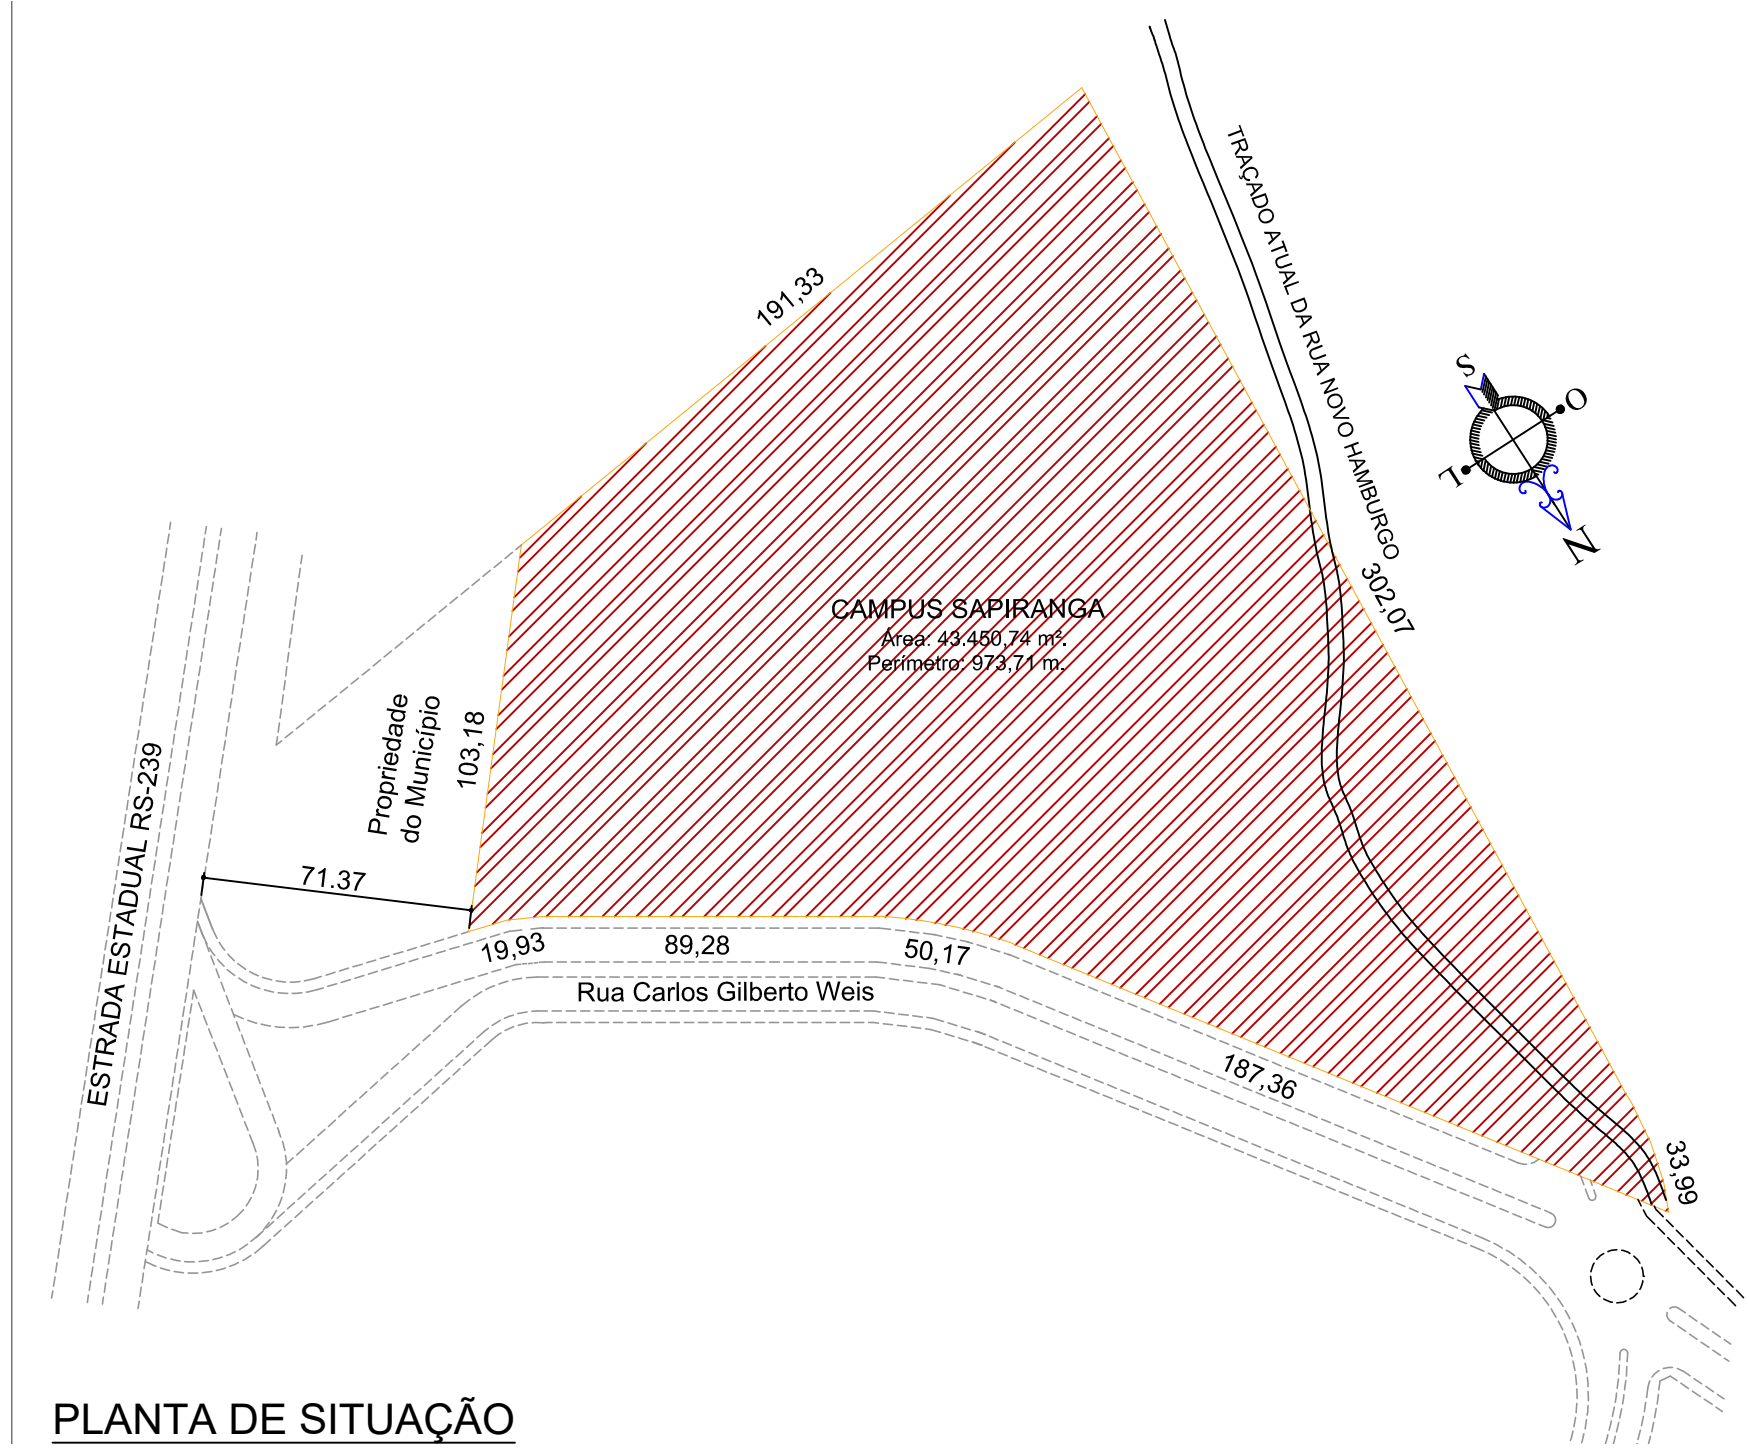 TRAÇADO ATUAL DA RUA NOVO HAMBURGO
191,33
S
O
L
N
302,07
CAMPUS SAPIRANGA
Área: 43.450,74 m².
Perímetro: 973,71 m.
Propriedade
do Município
103,18
ESTRADA ESTADUAL RS-239
71.37
19,93
89,28
50,17
Rua Carlos Gilberto Weis
187,36
33,99
PLANTA DE SITUAÇÃO